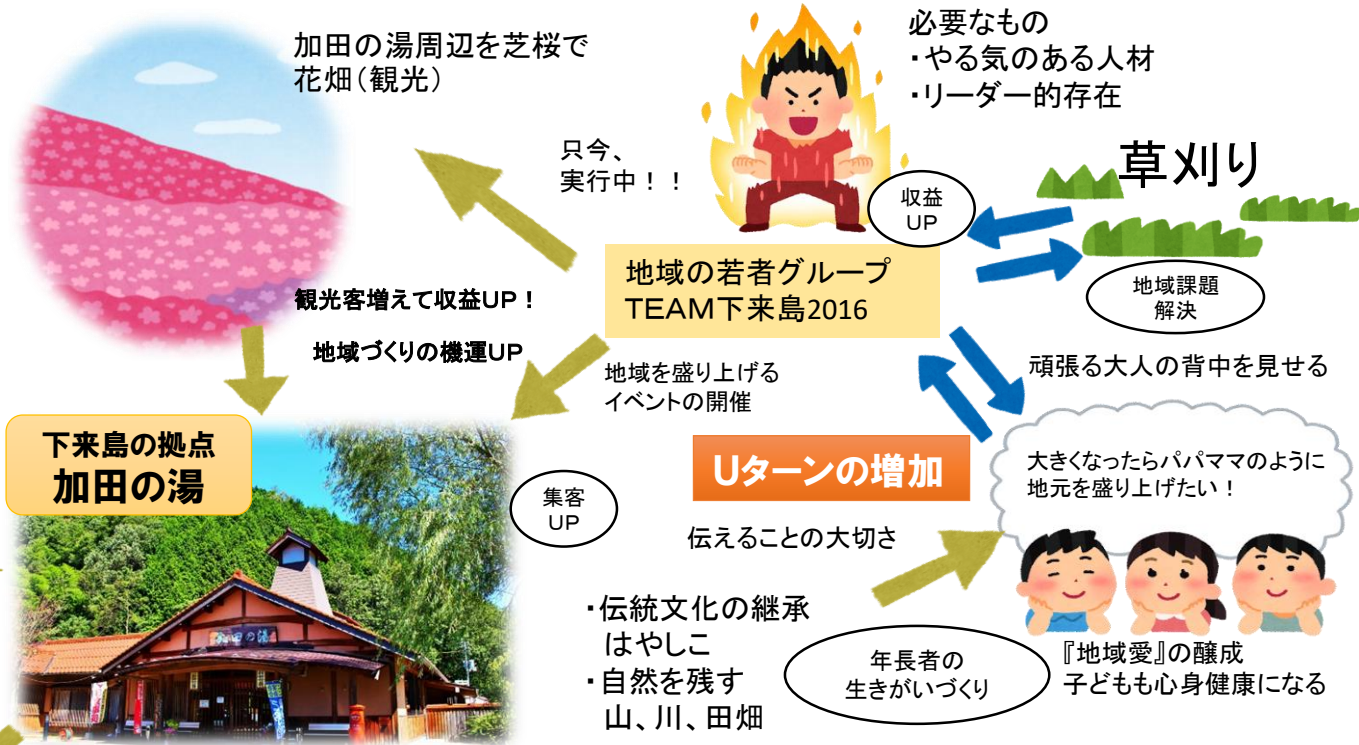 加田の湯周辺を芝桜で
花畑（観光）
必要なもの
・やる気のある人材
・リーダー的存在
只今、
実行中！！
草刈り
収益
UP
地域の若者グループ
TEAM下来島2016
地域課題
解決
観光客増えて収益UP！
地域づくりの機運UP
地域を盛り上げる
イベントの開催
頑張る大人の背中を見せる
下来島の拠点
加田の湯
Uターンの増加
大きくなったらパパママのように
地元を盛り上げたい！
集客
UP
伝えることの大切さ
・伝統文化の継承
はやしこ
・自然を残す
山、川、田畑
年長者の
生きがいづくり
『地域愛』の醸成
子どもも心身健康になる
加田の湯